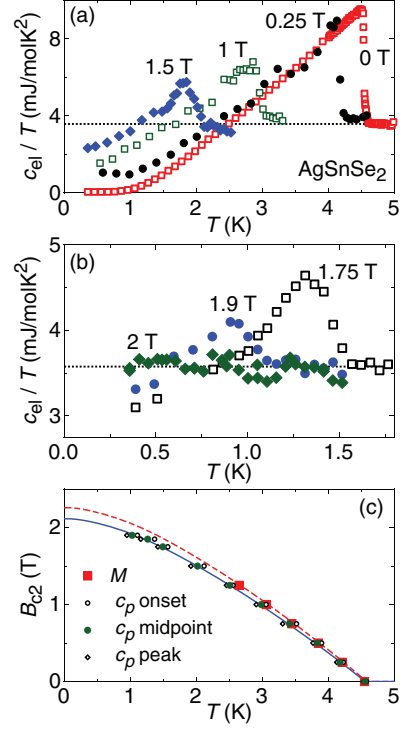 (a)
0.25 T
1.5 T
1 T
0 T
AgSnSe2
c_el / T (mJ/molK²)
8
4
0
0
1
2
3
4
5
T (K)
(b)
1.75 T
1.9 T
2 T
c_el / T (mJ/molK²)
5
4
3
0.0
0.5
1.0
1.5
T (K)
(c)
B_c2 (T)
2
1
0
M
c_p onset
c_p midpoint
c_p peak
0
1
2
3
4
5
T (K)